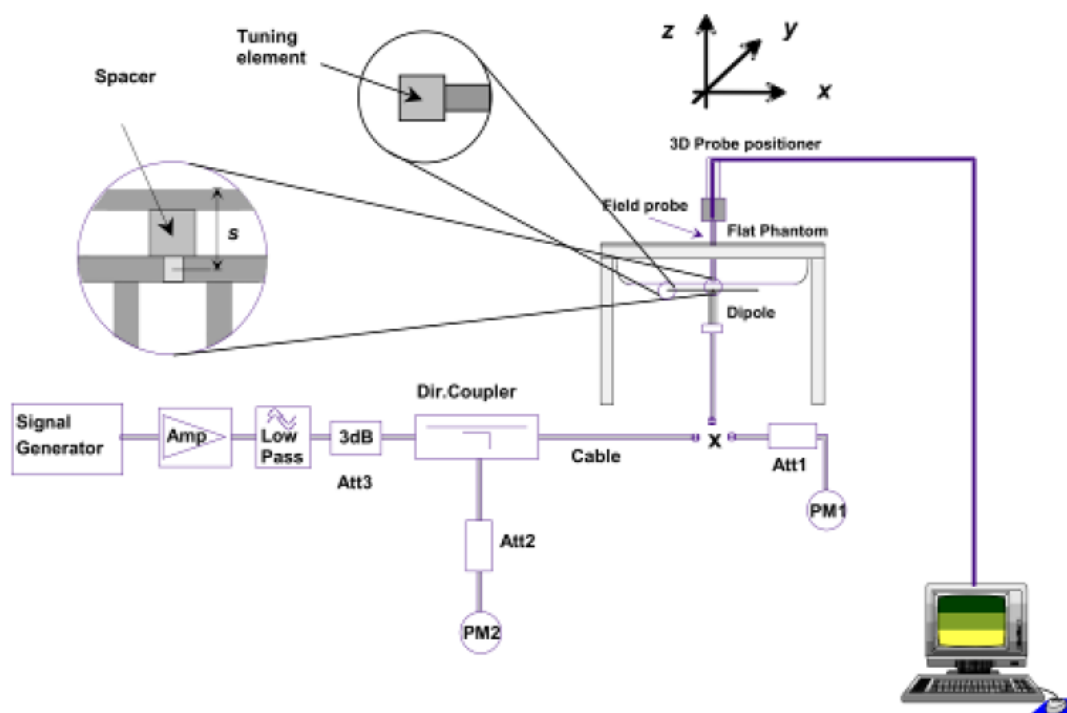 Tuning
element
Spacer
z
y
x
3D Probe positioner
Field probe
Flat Phantom
s
Dipole
Dir.Coupler
Signal
Generator
Amp
Low
Pass
3dB
Att3
Cable
x
Att1
PM1
Att2
PM2